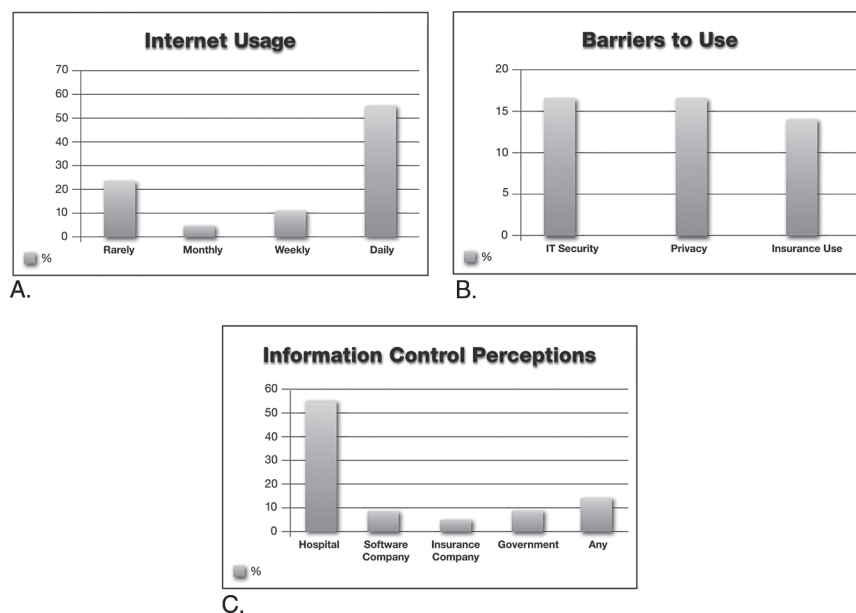 Internet Usage
70
60
50
40
30
20
10
0
Rarely Monthly Weekly Daily
%
A.
Barriers to Use
20
15
10
5
0
IT Security Privacy Insurance Use
%
B.
Information Control Perceptions
60
50
40
30
20
10
0
Hospital Software Insurance Government Any
Company Company
%
C.